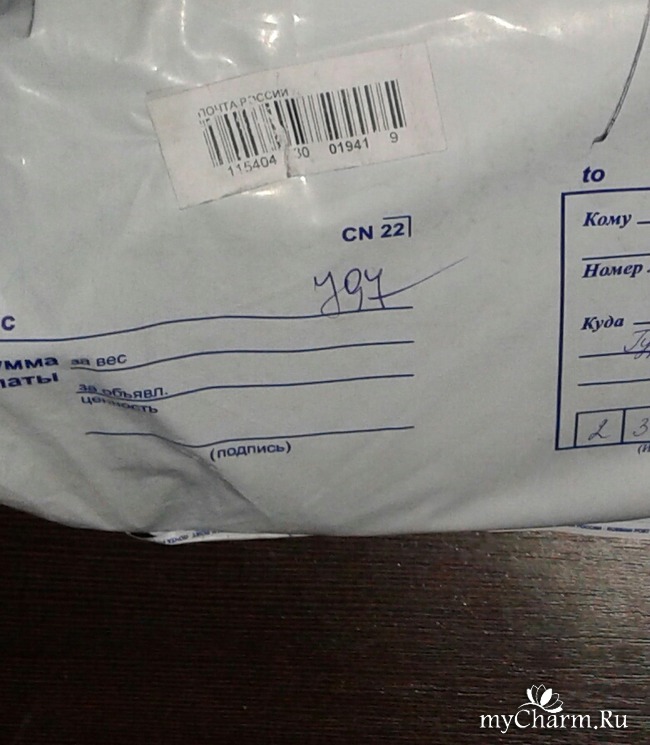 ПОЧТА РОССИИ
115404 30 01941 9
to
CN 22
Кому
Номер
797
с
Куда
умма за вес
латы
за объявл.
ценность
2 3
(подпись)
myCharm.Ru